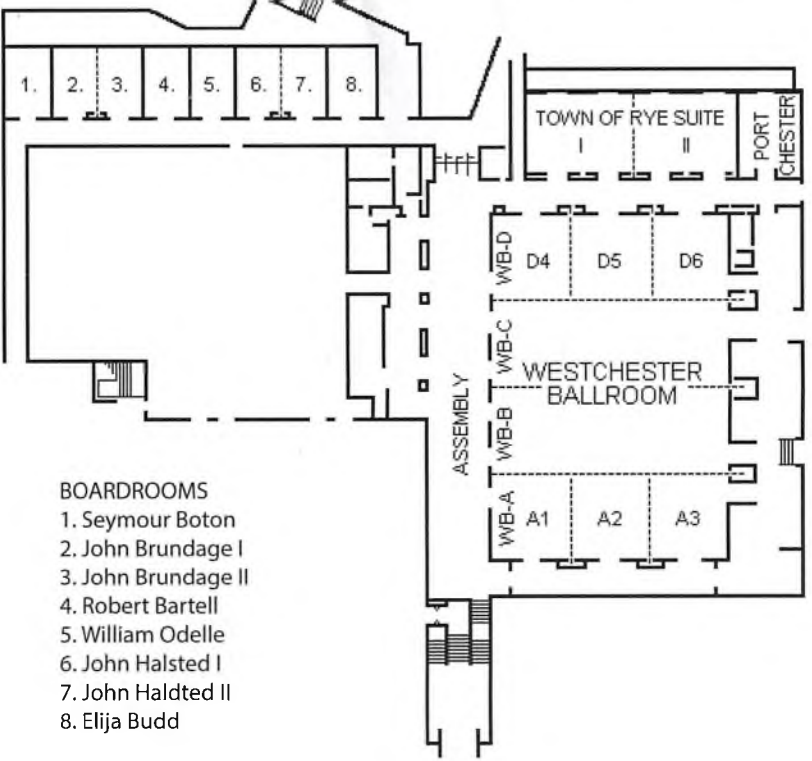 1.
2.
3.
4.
5.
6.
7.
8.
TOWN OF RYE SUITE
I
II
PORT
CHESTER
WB-D
D4
D5
D6
WB-C
WESTCHESTER
BALLROOM
ASSEMBLY
WB-B
WB-A
A1
A2
A3
BOARDROOMS
1. Seymour Boton
2. John Brundage I
3. John Brundage II
4. Robert Bartell
5. William Odelle
6. John Halsted I
7. John Haldted II
8. Elija Budd